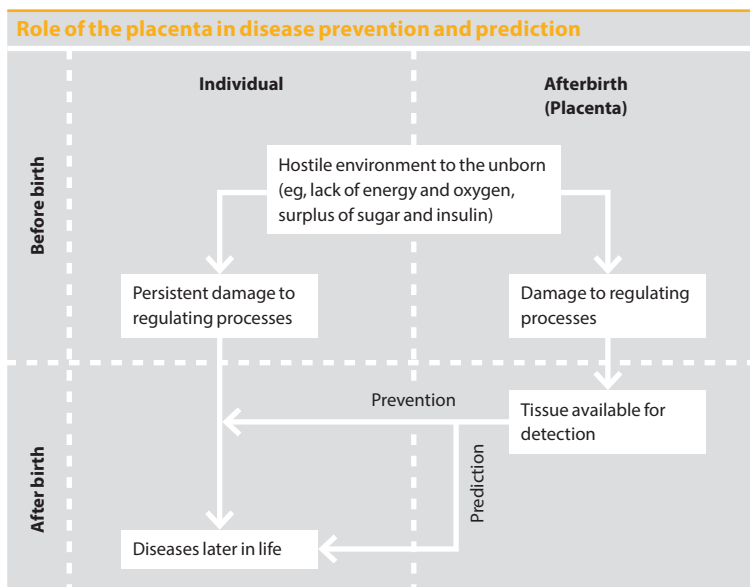 Role of the placenta in disease prevention and prediction
Individual
Afterbirth
(Placenta)
Before birth
Hostile environment to the unborn
(eg, lack of energy and oxygen,
surplus of sugar and insulin)
Persistent damage to
regulating processes
Damage to regulating
processes
After birth
Prevention
Tissue available for
detection
Prediction
Diseases later in life